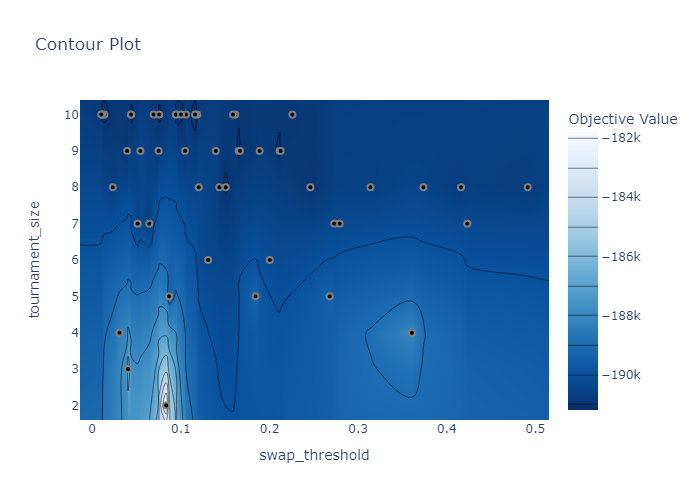 Contour Plot
Objective Value
−182k
−184k
−186k
−188k
−190k
10
9
8
7
6
5
4
3
2
tournament_size
0
0.1
0.2
0.3
0.4
0.5
swap_threshold